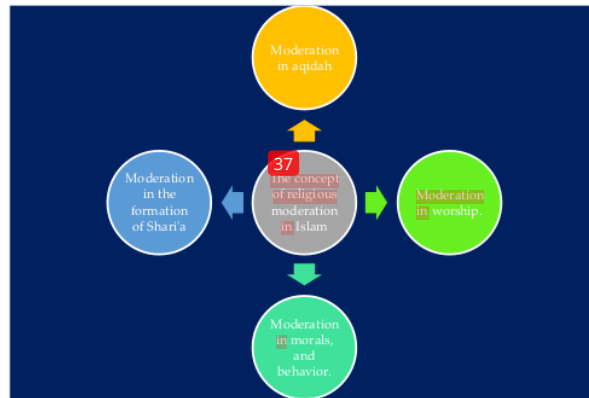 Moderation
in aqidah
Moderation
in the
formation
of Shari'a
37
The concept
of religious
moderation
in Islam
Moderation
in worship.
Moderation
in morals,
and
behavior.